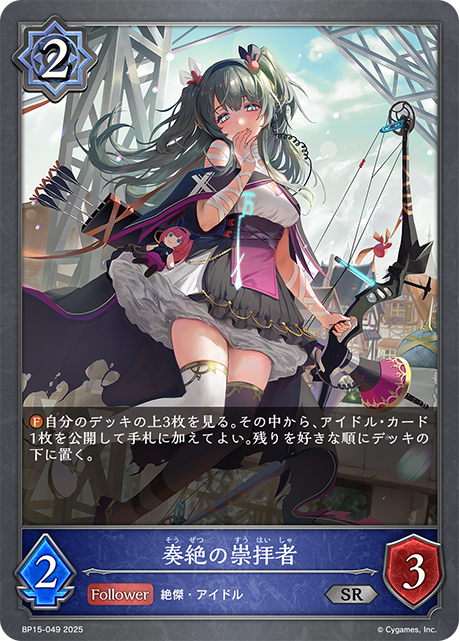 2
Ⓕ自分のデッキの上3枚を見る。その中から、アイドル・カード
1枚を公開して手札に加えてよい。残りを好きな順にデッキの
下に置く。
そうぜつ すうはいしゃ
奏絶の崇拝者
2
3
Follower 絶傑・アイドル
SR
BP15-049 2025
© Cygames, Inc.